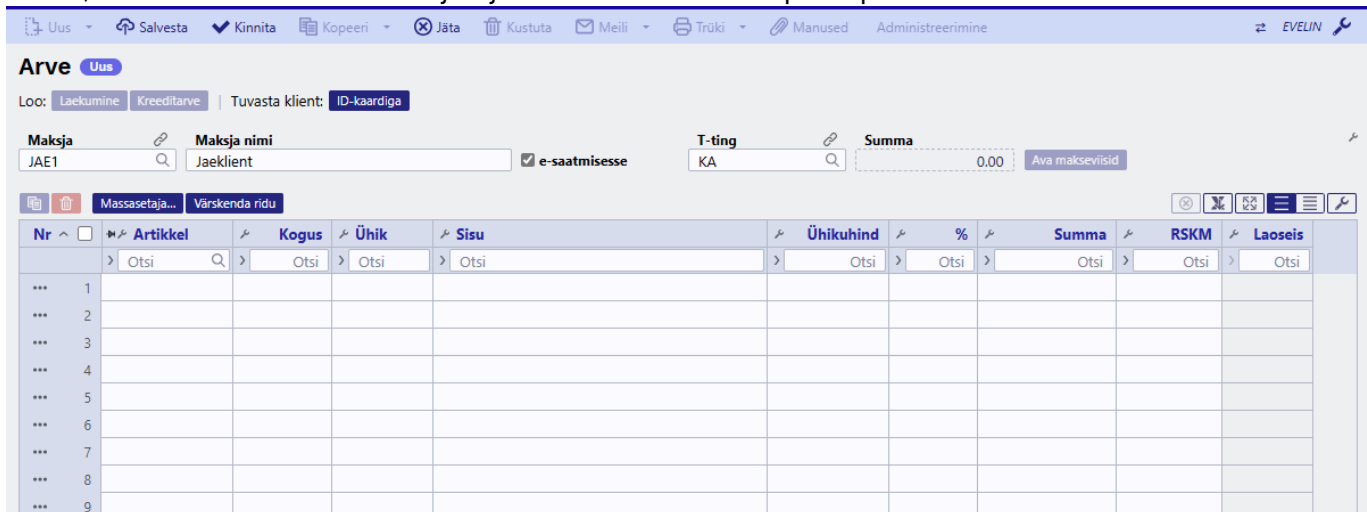 Uus Salvesta Kinnita Kopeeri Jäta Kustuta Meili Trüki Manused Administreerimine EVELIN
Arve Uus
Loo: Laekumine Kreeditarve | Tuvasta klient: ID-kaardiga
Maksja Maksja nimi T-ting Summa
JAE1 Jaeklient e-saatmisesse KA 0.00 Ava makseviisid
Massasetaja... Värskenda ridu
Nr Artikkel Kogus Ühik Sisu Ühikuhind % Summa RSKM Laoseis
Otsi Otsi Otsi Otsi Otsi Otsi Otsi Otsi Otsi
1
2
3
4
5
6
7
8
9